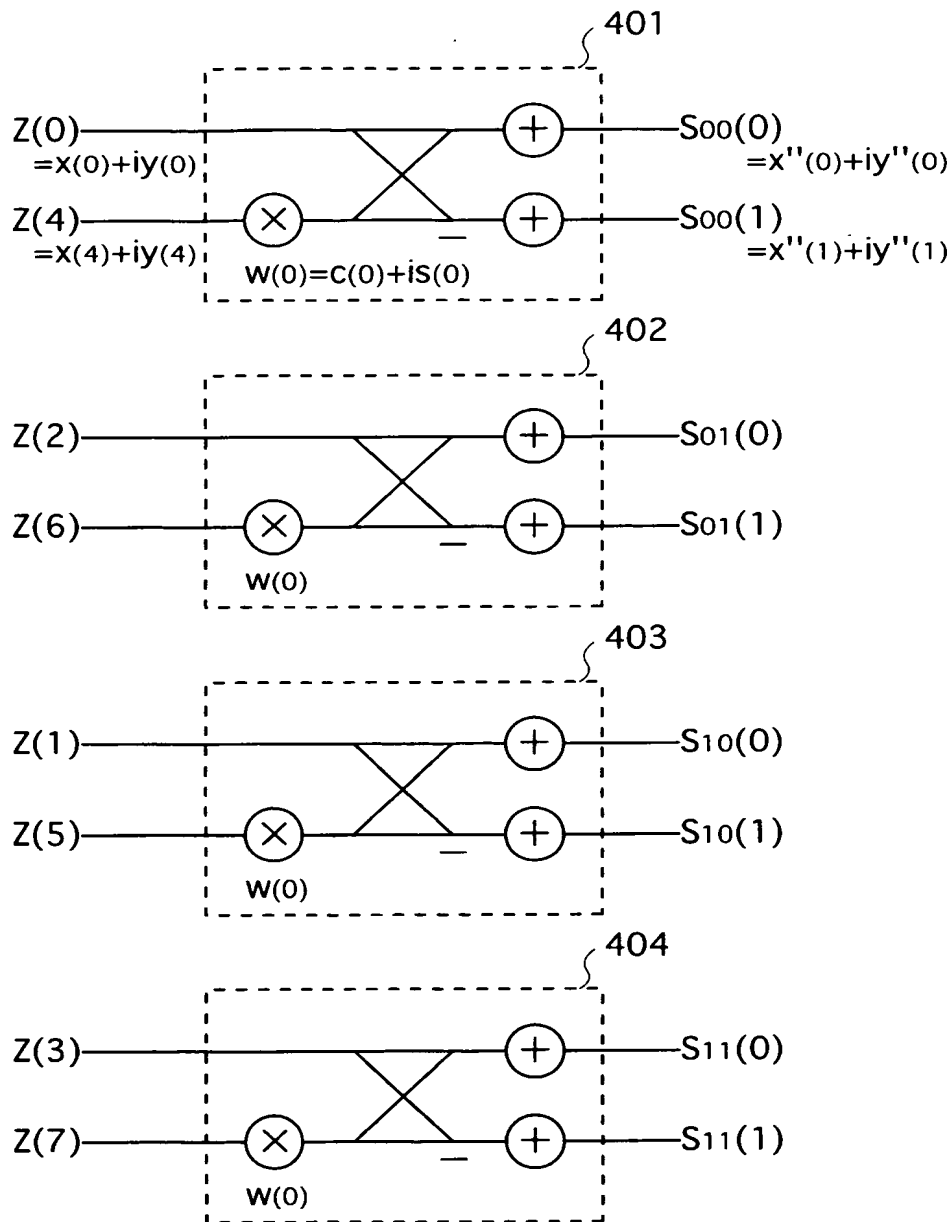 401
Z(0) S00(0)
=x(0)+iy(0) =x''(0)+iy''(0)
Z(4) × + S00(1)
=x(4)+iy(4) − =x''(1)+iy''(1)
W(0)=C(0)+iS(0)
402
Z(2) + S01(0)
Z(6) × − + S01(1)
W(0)
403
Z(1) + S10(0)
Z(5) × − + S10(1)
W(0)
404
Z(3) + S11(0)
Z(7) × − + S11(1)
W(0)